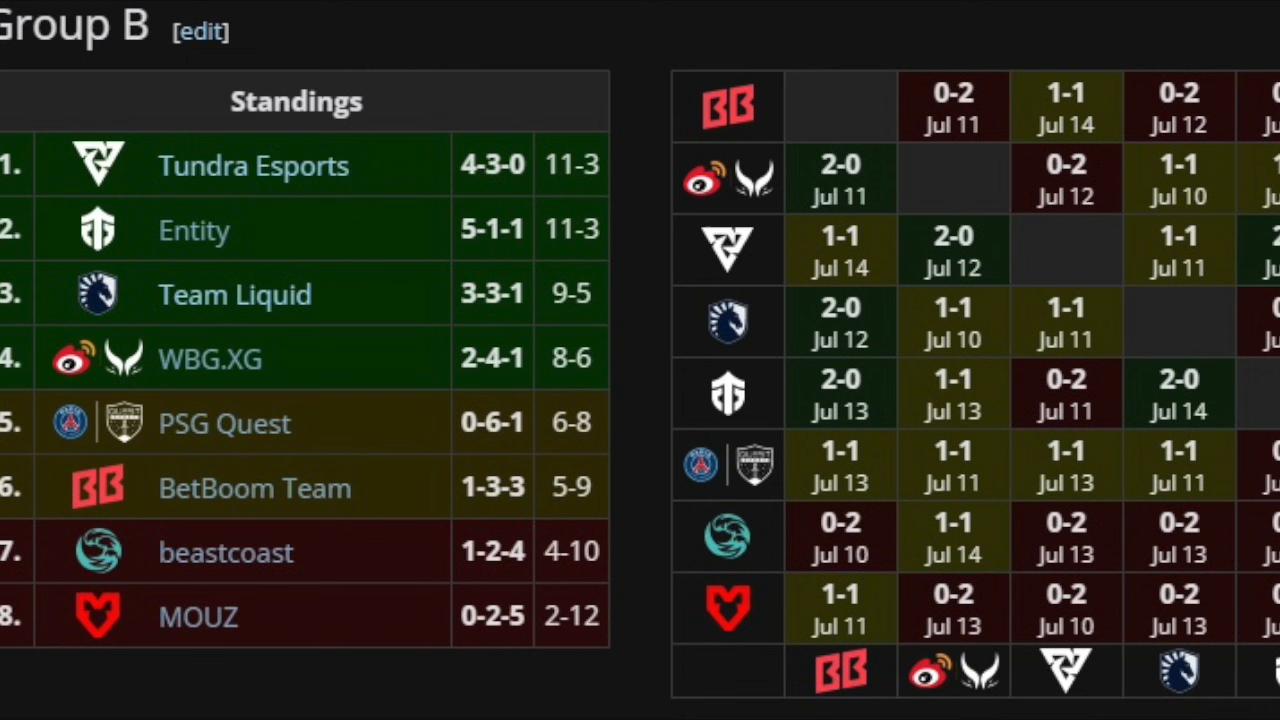 Group B [edit]
Standings
1. Tundra Esports 4-3-0 11-3
2. Entity 5-1-1 11-3
3. Team Liquid 3-3-1 9-5
4. WBG.XG 2-4-1 8-6
5. PSG Quest 0-6-1 6-8
6. BetBoom Team 1-3-3 5-9
7. beastcoast 1-2-4 4-10
8. MOUZ 0-2-5 2-12
0-2 1-1 0-2
Jul 11 Jul 14 Jul 12
2-0 0-2 1-1
Jul 11 Jul 12 Jul 10
1-1 2-0 1-1
Jul 14 Jul 12 Jul 11
2-0 1-1 1-1
Jul 12 Jul 10 Jul 11
2-0 1-1 0-2 2-0
Jul 13 Jul 13 Jul 11 Jul 14
1-1 1-1 1-1 1-1
Jul 13 Jul 11 Jul 13 Jul 11
0-2 1-1 0-2 0-2
Jul 10 Jul 14 Jul 13 Jul 13
1-1 0-2 0-2 0-2
Jul 11 Jul 13 Jul 10 Jul 13